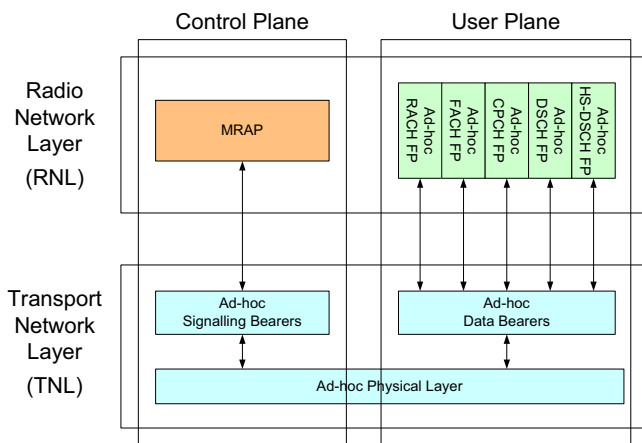 Control Plane
User Plane
Radio
Network
Layer
(RNL)
MRAP
Ad-hoc
RACH FP
Ad-hoc
FACH FP
Ad-hoc
CPCH FP
Ad-hoc
DSCH FP
Ad-hoc
HS-DSCH FP
Transport
Network
Layer
(TNL)
Ad-hoc
Signalling Bearers
Ad-hoc
Data Bearers
Ad-hoc Physical Layer